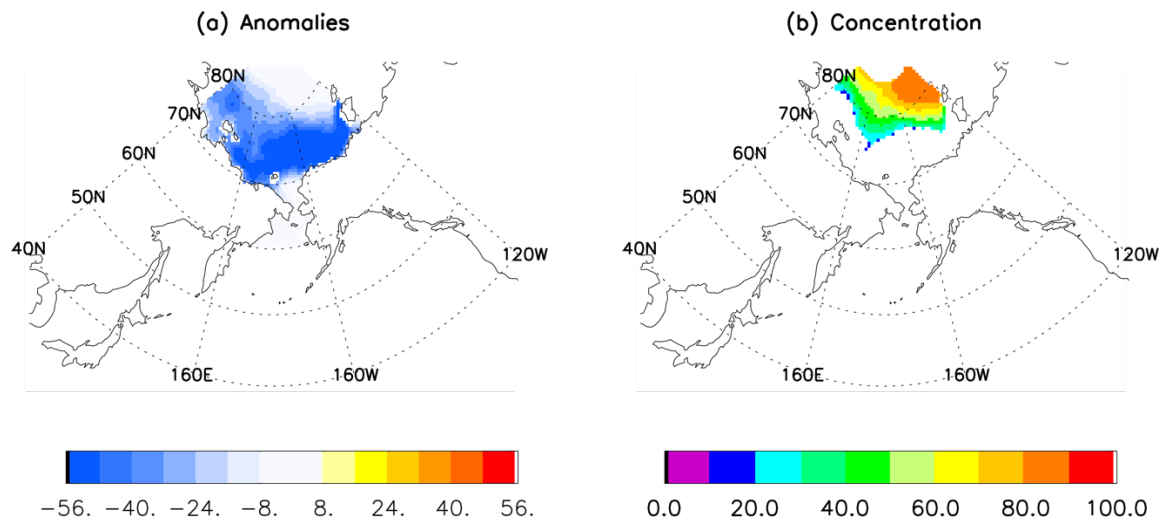 (a) Anomalies
(b) Concentration
80N
70N
60N
50N
40N
120W
160E
160W
80N
70N
60N
50N
40N
120W
160E
160W
-56. -40. -24. -8. 8. 24. 40. 56.
0.0 20.0 40.0 60.0 80.0 100.0